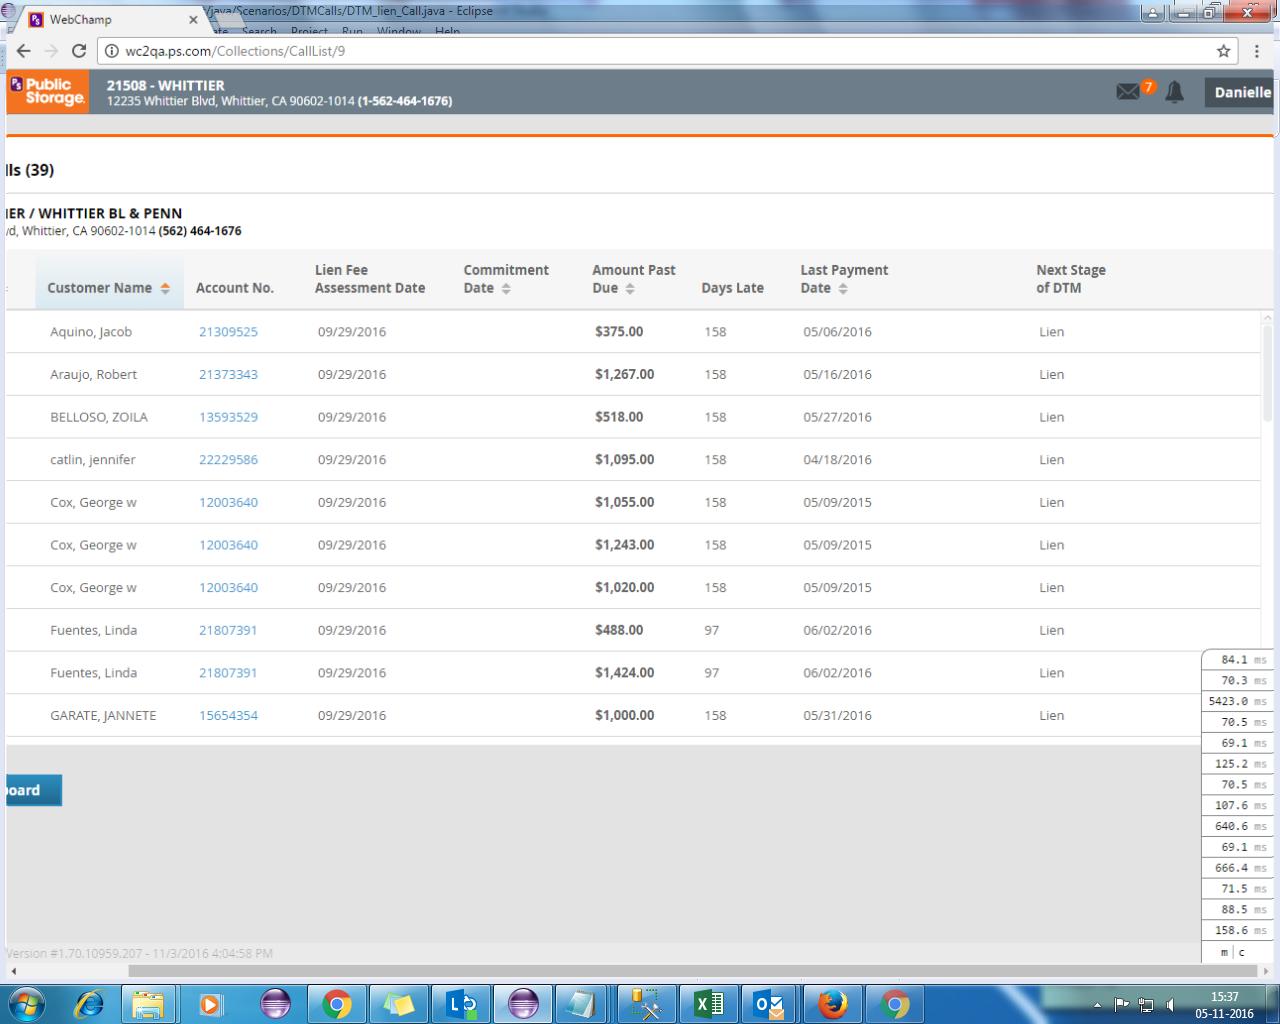 WebChamp
/java/Scenarios/DTMCalls/DTM_lien_Call.java - Eclipse
Search Project Run Window Help
wc2qa.ps.com/Collections/CallList/9
PS Public Storage.
21508 - WHITTIER
12235 Whittier Blvd, Whittier, CA 90602-1014 (1-562-464-1676)
7
Danielle
lls (39)
IER / WHITTIER BL & PENN
vd, Whittier, CA 90602-1014 (562) 464-1676
Customer Name Account No. Lien Fee Assessment Date Commitment Date Amount Past Due Days Late Last Payment Date Next Stage of DTM
Aquino, Jacob 21309525 09/29/2016 $375.00 158 05/06/2016 Lien
Araujo, Robert 21373343 09/29/2016 $1,267.00 158 05/16/2016 Lien
BELLOSO, ZOILA 13593529 09/29/2016 $518.00 158 05/27/2016 Lien
catlin, jennifer 22229586 09/29/2016 $1,095.00 158 04/18/2016 Lien
Cox, George w 12003640 09/29/2016 $1,055.00 158 05/09/2015 Lien
Cox, George w 12003640 09/29/2016 $1,243.00 158 05/09/2015 Lien
Cox, George w 12003640 09/29/2016 $1,020.00 158 05/09/2015 Lien
Fuentes, Linda 21807391 09/29/2016 $488.00 97 06/02/2016 Lien
Fuentes, Linda 21807391 09/29/2016 $1,424.00 97 06/02/2016 Lien
GARATE, JANNETE 15654354 09/29/2016 $1,000.00 158 05/31/2016 Lien
84.1 ms
70.3 ms
5423.0 ms
70.5 ms
69.1 ms
125.2 ms
70.5 ms
107.6 ms
640.6 ms
69.1 ms
666.4 ms
71.5 ms
88.5 ms
158.6 ms
m | c
oard
Version #1.70.10959.207 - 11/3/2016 4:04:58 PM
15:37
05-11-2016